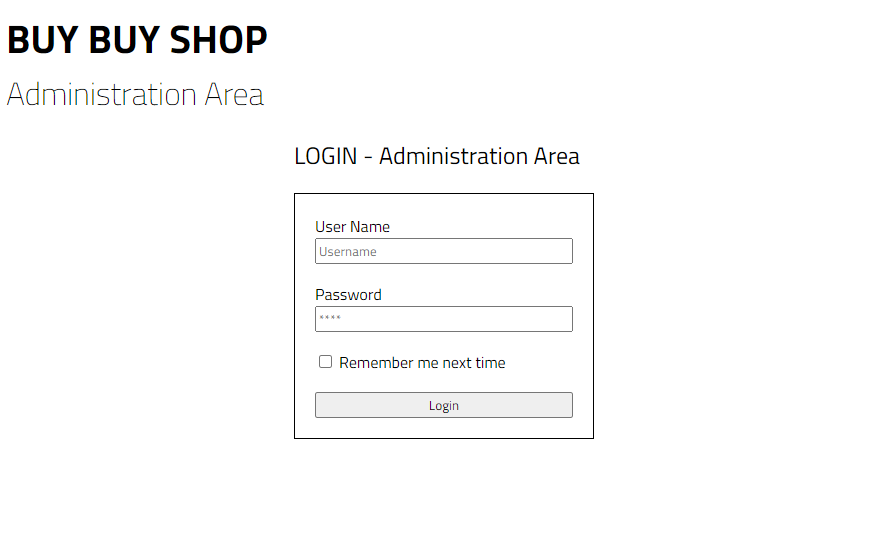 BUY BUY SHOP
Administration Area
LOGIN - Administration Area
User Name
Username
Password
****
Remember me next time
Login